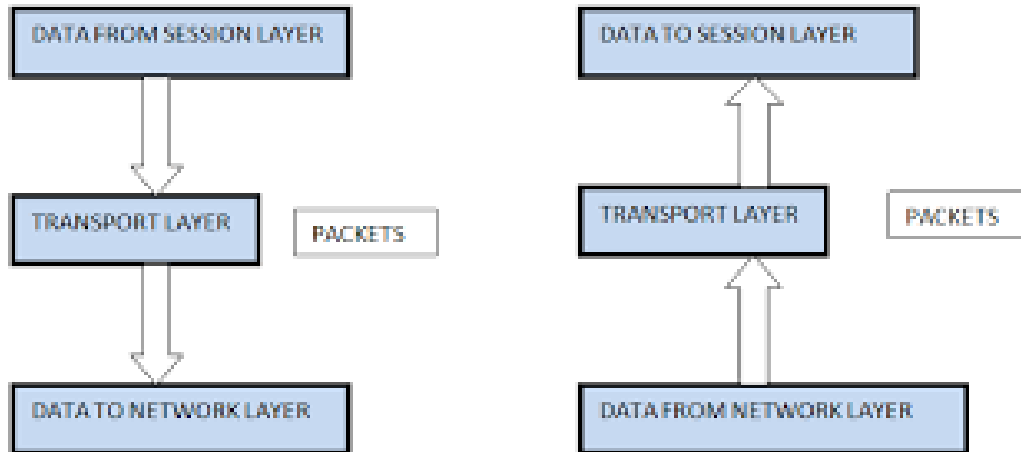 DATA FROM SESSION LAYER
TRANSPORT LAYER
PACKETS
DATA TO NETWORK LAYER
DATA TO SESSION LAYER
TRANSPORT LAYER
PACKETS
DATA FROM NETWORK LAYER